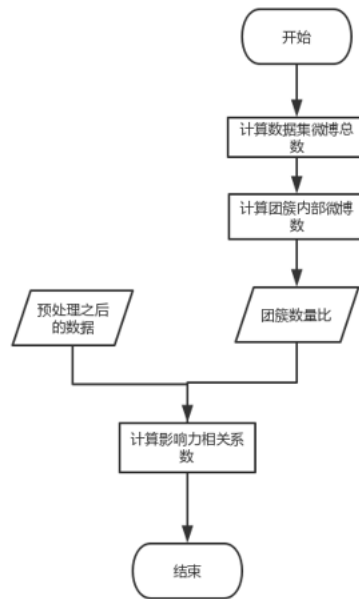 开始
计算数据集微博总
数
计算团簇内部微博
数
预处理之后
的数据
团簇数量比
计算影响力相关系
数
结束